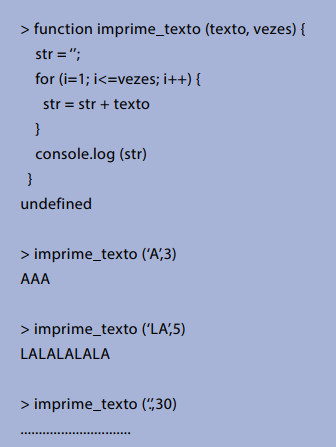 > function imprime_texto (texto, vezes) {
str = ‘’;
for (i=1; i<=vezes; i++) {
str = str + texto
}
console.log (str)
}
undefined
> imprime_texto (‘A’,3)
AAA
> imprime_texto (‘LA’,5)
LALALALALA
> imprime_texto (‘.’,30)
..............................